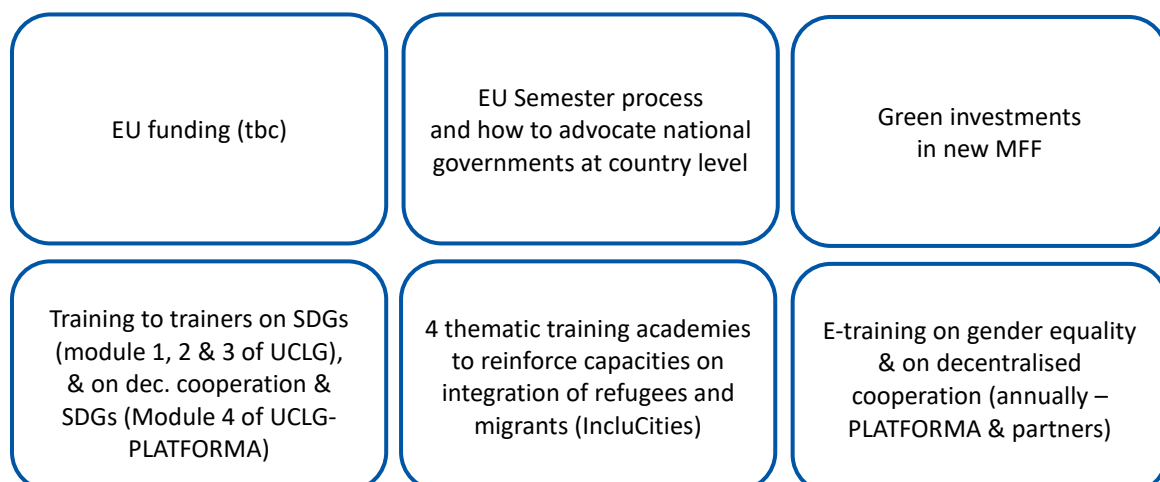 EU funding (tbc)
EU Semester process
and how to advocate national
governments at country level
Green investments
in new MFF
Training to trainers on SDGs
(module 1, 2 & 3 of UCLG),
& on dec. cooperation &
SDGs (Module 4 of UCLG-
PLATFORMA)
4 thematic training academies
to reinforce capacities on
integration of refugees and
migrants (IncluCities)
E-training on gender equality
& on decentralised
cooperation (annually –
PLATFORMA & partners)